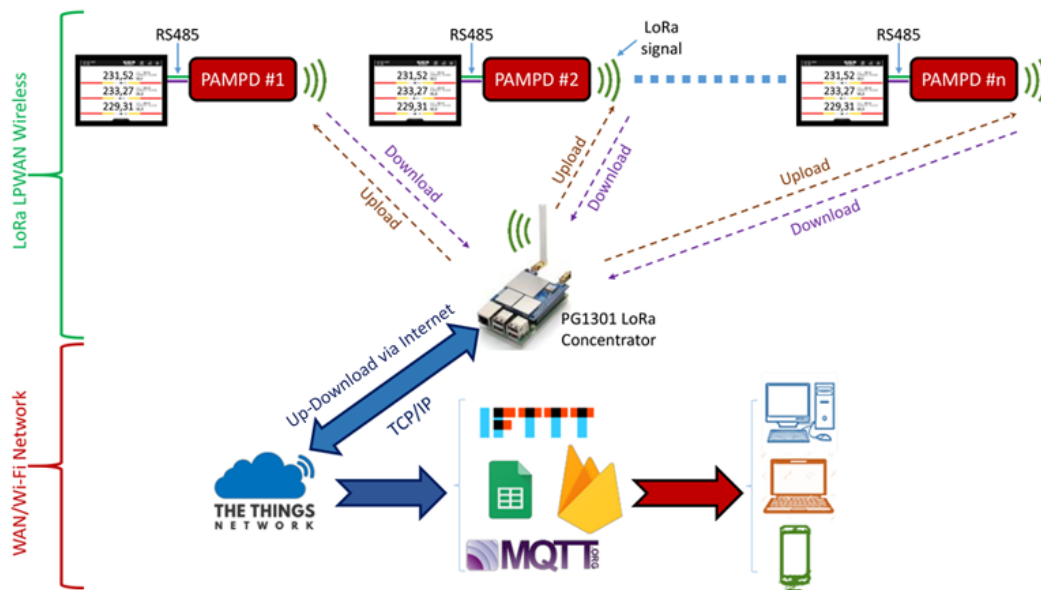 RS485
RS485
LoRa
signal
RS485
231,52
233,27
229,31
PAMPD #1
231,52
233,27
229,31
PAMPD #2
231,52
233,27
229,31
PAMPD #n
LoRa LPWAN Wireless
Download
Upload
Upload
Download
Upload
Download
PG1301 LoRa
Concentrator
WAN/Wi-Fi Network
Up-Download via Internet
TCP/IP
IFTTT
THE THINGS
NETWORK
MQTT.ORG